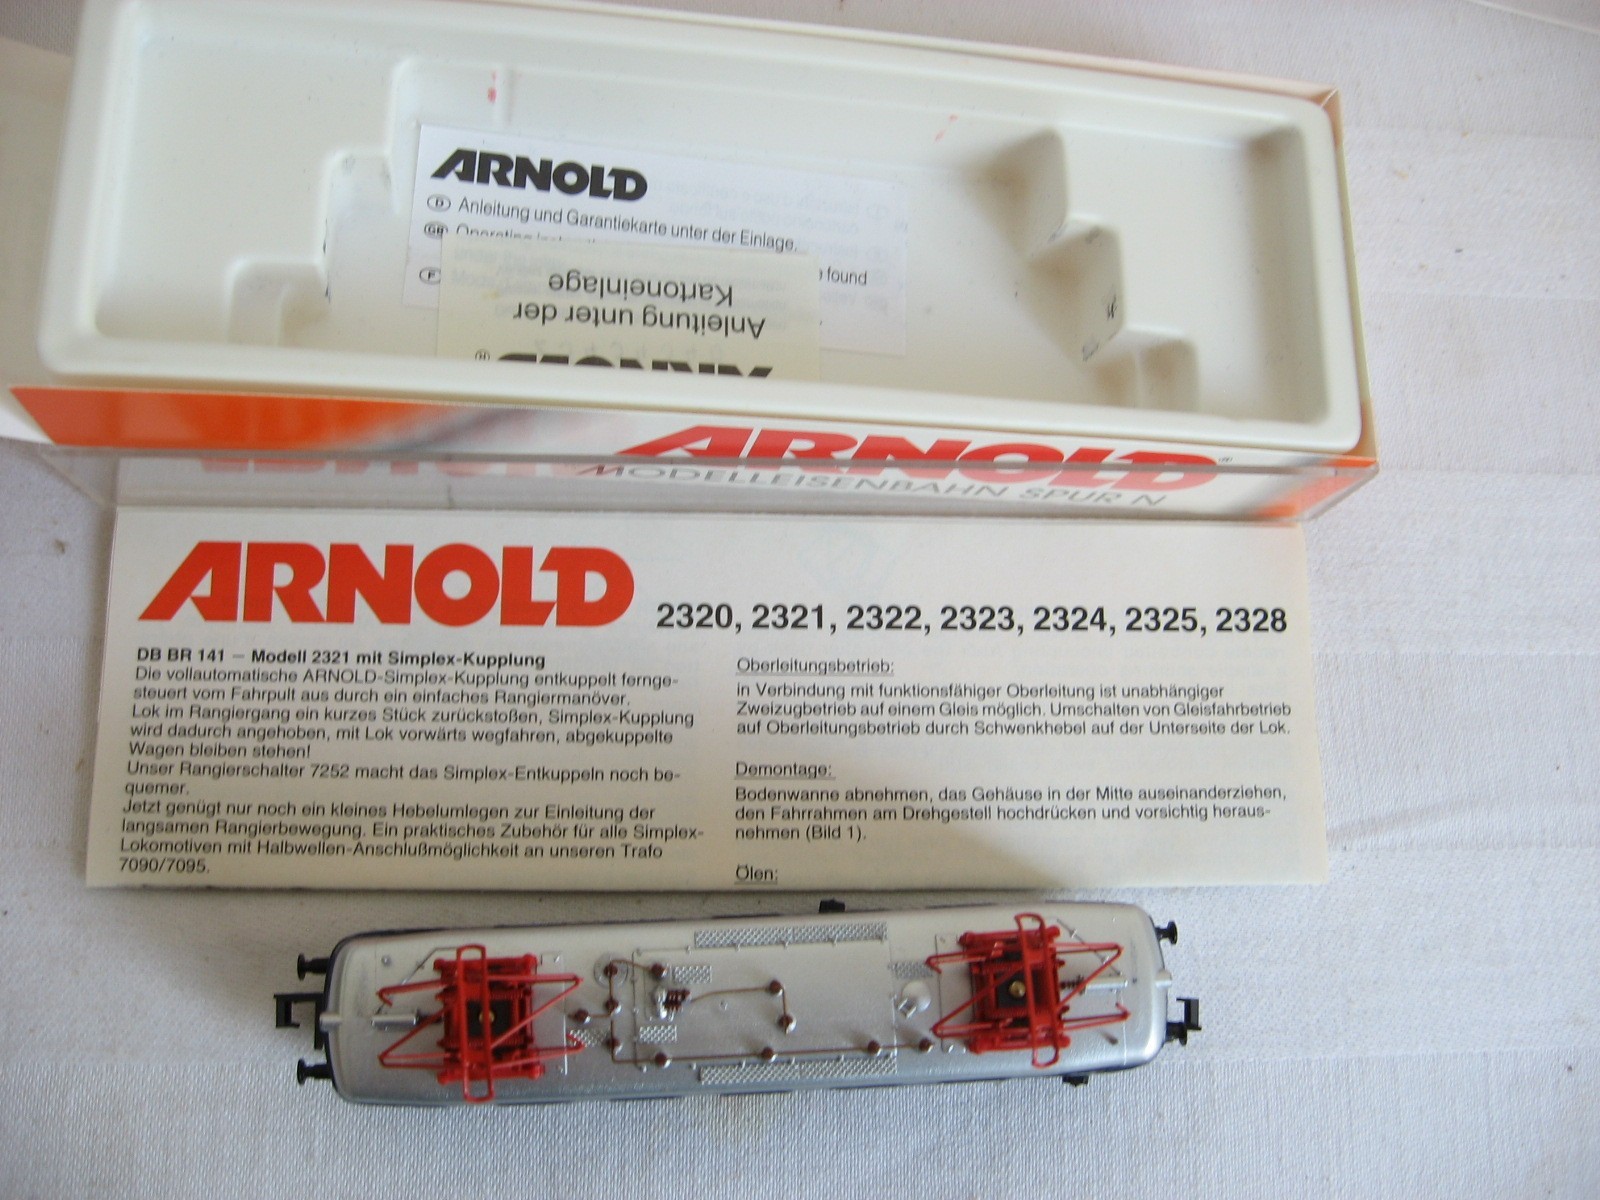 ARNOLD
D Anleitung und Garantiekarte unter der Einlage.
GB Operating
F found
Kartoneinlage
Anleitung unter der
ARNOLD
ARNOLD
MODELLEISENBAHN SPUR N
ARNOLD 2320, 2321, 2322, 2323, 2324, 2325, 2328
DB BR 141 – Modell 2321 mit Simplex-Kupplung
Die vollautomatische ARNOLD-Simplex-Kupplung entkuppelt fernge-
steuert vom Fahrpult aus durch ein einfaches Rangiermanöver.
Lok im Rangiergang ein kurzes Stück zurückstoßen, Simplex-Kupplung
wird dadurch angehoben, mit Lok vorwärts wegfahren, abgekuppelte
Wagen bleiben stehen!
Unser Rangierschalter 7252 macht das Simplex-Entkuppeln noch be-
quemer.
Jetzt genügt nur noch ein kleines Hebelumlegen zur Einleitung der
langsamen Rangierbewegung. Ein praktisches Zubehör für alle Simplex-
Lokomotiven mit Halbwellen-Anschlußmöglichkeit an unseren Trafo
7090/7095.
Oberleitungsbetrieb:
in Verbindung mit funktionsfähiger Oberleitung ist unabhängiger
Zweizugbetrieb auf einem Gleis möglich. Umschalten von Gleisfahrbetrieb
auf Oberleitungsbetrieb durch Schwenkhebel auf der Unterseite der Lok.
Demontage:
Bodenwanne abnehmen, das Gehäuse in der Mitte auseinanderziehen,
den Fahrrahmen am Drehgestell hochdrücken und vorsichtig heraus-
nehmen (Bild 1).
Ölen: